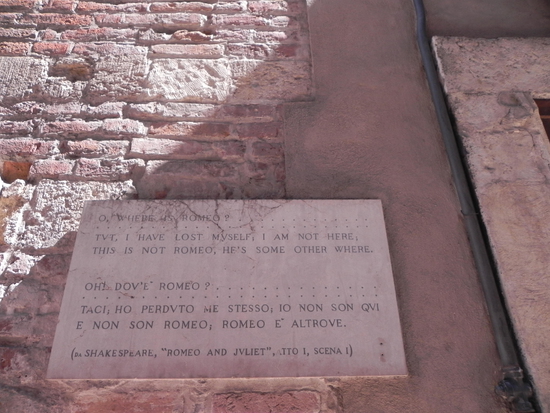 O, WHERE IS ROMEO? . . . . . . . . . . . . . . . .
. . . . . . . . . . . . . . . . . . . . . . . . . . . . . .
TVT, I HAVE LOST MYSELF; I AM NOT HERE;
THIS IS NOT ROMEO, HE'S SOME OTHER WHERE.
OH! DOV'E' ROMEO? . . . . . . . . . . . . . . . .
. . . . . . . . . . . . . . . . . . . . . . . . . . . . . .
TACI; HO PERDVTO ME STESSO; IO NON SON QVI
E NON SON ROMEO; ROMEO E' ALTROVE.
(DA SHAKESPEARE, "ROMEO AND JVLIET", ATTO I, SCENA I)